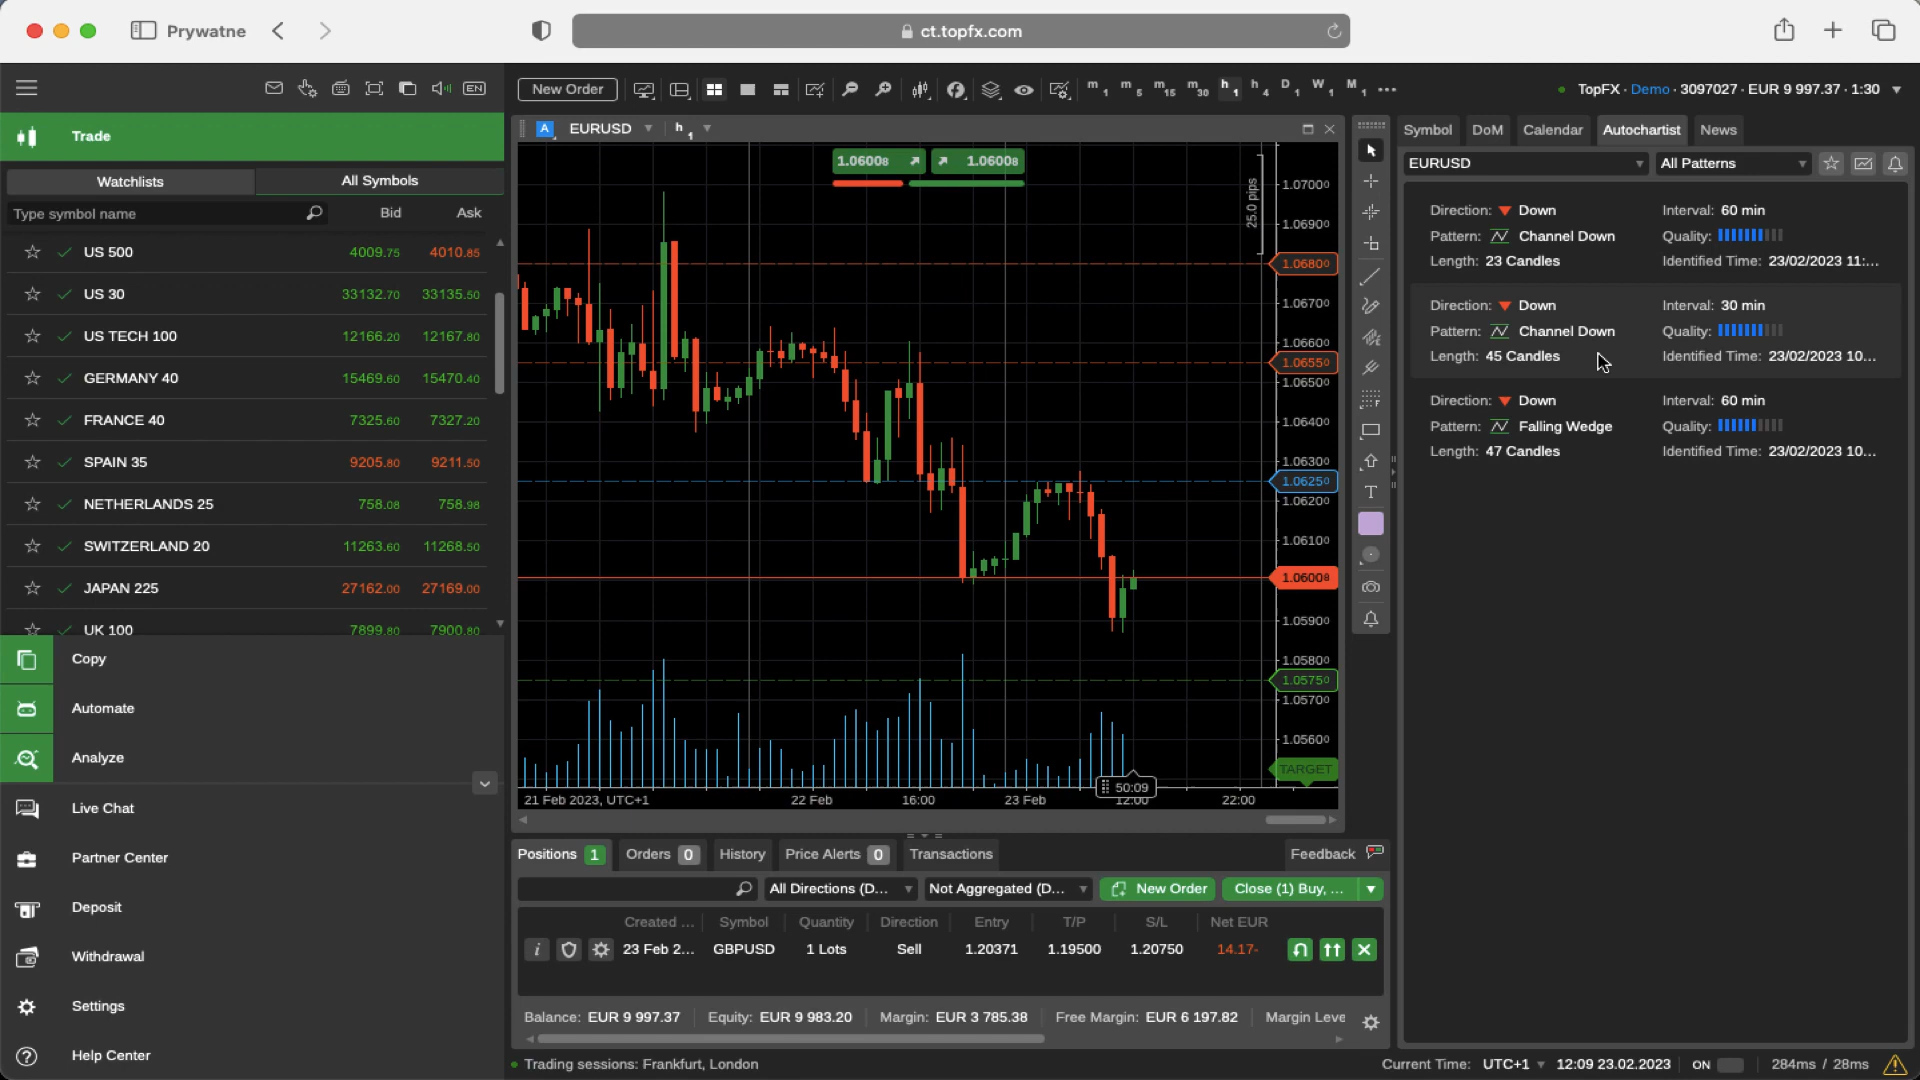 Prywatne
ct.topfx.com
EN
New Order
m1 m5 m15 m30 h1 h4 D1 W1 M1
TopFX · Demo · 3097027 · EUR 9 997.37 · 1:30
Trade
Watchlists
All Symbols
Type symbol name
Bid
Ask
US 500 4009.75 4010.85
US 30 33132.70 33135.50
US TECH 100 12166.20 12167.80
GERMANY 40 15469.60 15470.40
FRANCE 40 7325.60 7327.20
SPAIN 35 9205.80 9211.50
NETHERLANDS 25 758.08 758.98
SWITZERLAND 20 11263.60 11268.50
JAPAN 225 27162.00 27169.00
UK 100 7899.80 7900.80
Copy
Automate
Analyze
Live Chat
Partner Center
Deposit
Withdrawal
Settings
Help Center
A EURUSD h1
1.06008 1.06008
25.0 pips
1.07000
1.06900
1.06800
1.06700
1.06600
1.06550
1.06500
1.06400
1.06300
1.06250
1.06200
1.06100
1.06008
1.05900
1.05800
1.05750
1.05700
1.05600
TARGET
50:09
21 Feb 2023, UTC+1 22 Feb 16:00 23 Feb 12:00 22:00
T
Symbol DoM Calendar Autochartist News
EURUSD All Patterns
Direction: Down Interval: 60 min
Pattern: Channel Down Quality:
Length: 23 Candles Identified Time: 23/02/2023 11:...
Direction: Down Interval: 30 min
Pattern: Channel Down Quality:
Length: 45 Candles Identified Time: 23/02/2023 10...
Direction: Down Interval: 60 min
Pattern: Falling Wedge Quality:
Length: 47 Candles Identified Time: 23/02/2023 10...
Positions 1 Orders 0 History Price Alerts 0 Transactions Feedback
All Directions (D... Not Aggregated (D... New Order Close (1) Buy, ...
Created ... Symbol Quantity Direction Entry T/P S/L Net EUR
i 23 Feb 2... GBPUSD 1 Lots Sell 1.20371 1.19500 1.20750 14.17-
Balance: EUR 9 997.37 Equity: EUR 9 983.20 Margin: EUR 3 785.38 Free Margin: EUR 6 197.82 Margin Leve
Trading sessions: Frankfurt, London
Current Time: UTC+1 12:09 23.02.2023 ON 284ms / 28ms